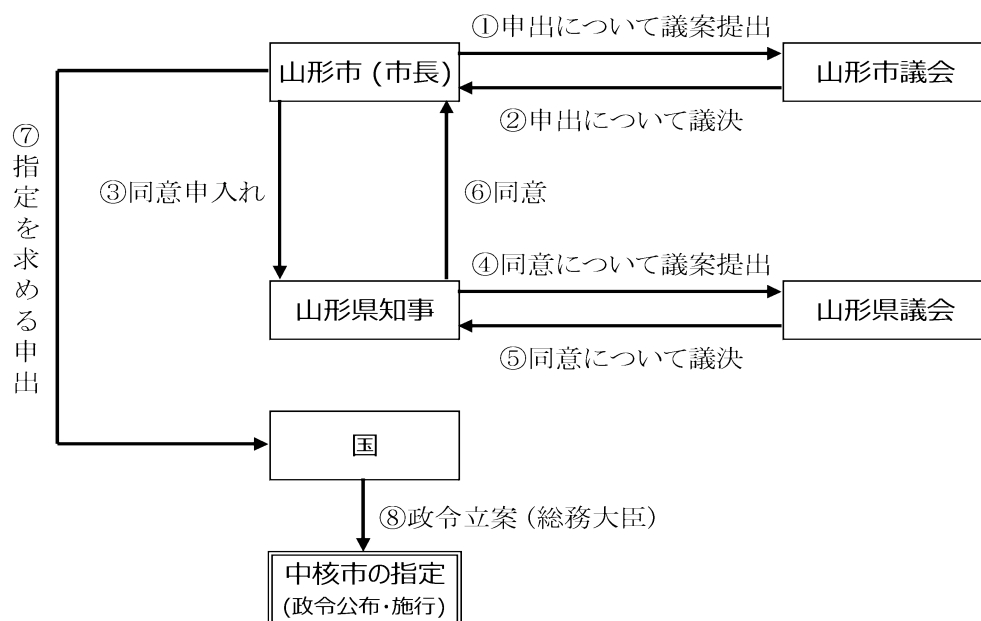 ①申出について議案提出
山形市（市長）
山形市議会
②申出について議決
⑦指定を求める申出
③同意申入れ
⑥同意
④同意について議案提出
山形県知事
山形県議会
⑤同意について議決
国
⑧政令立案（総務大臣）
中核市の指定
(政令公布・施行)